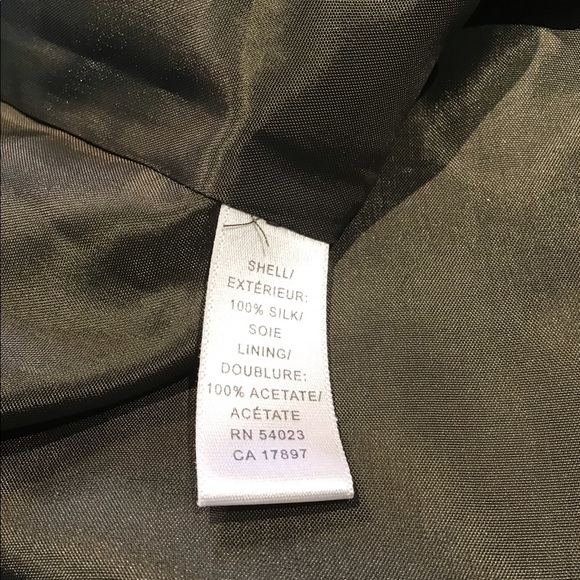 SHELL/
EXTÉRIEUR:
100% SILK/
SOIE
LINING/
DOUBLURE:
100% ACETATE/
ACÉTATE
RN 54023
CA 17897